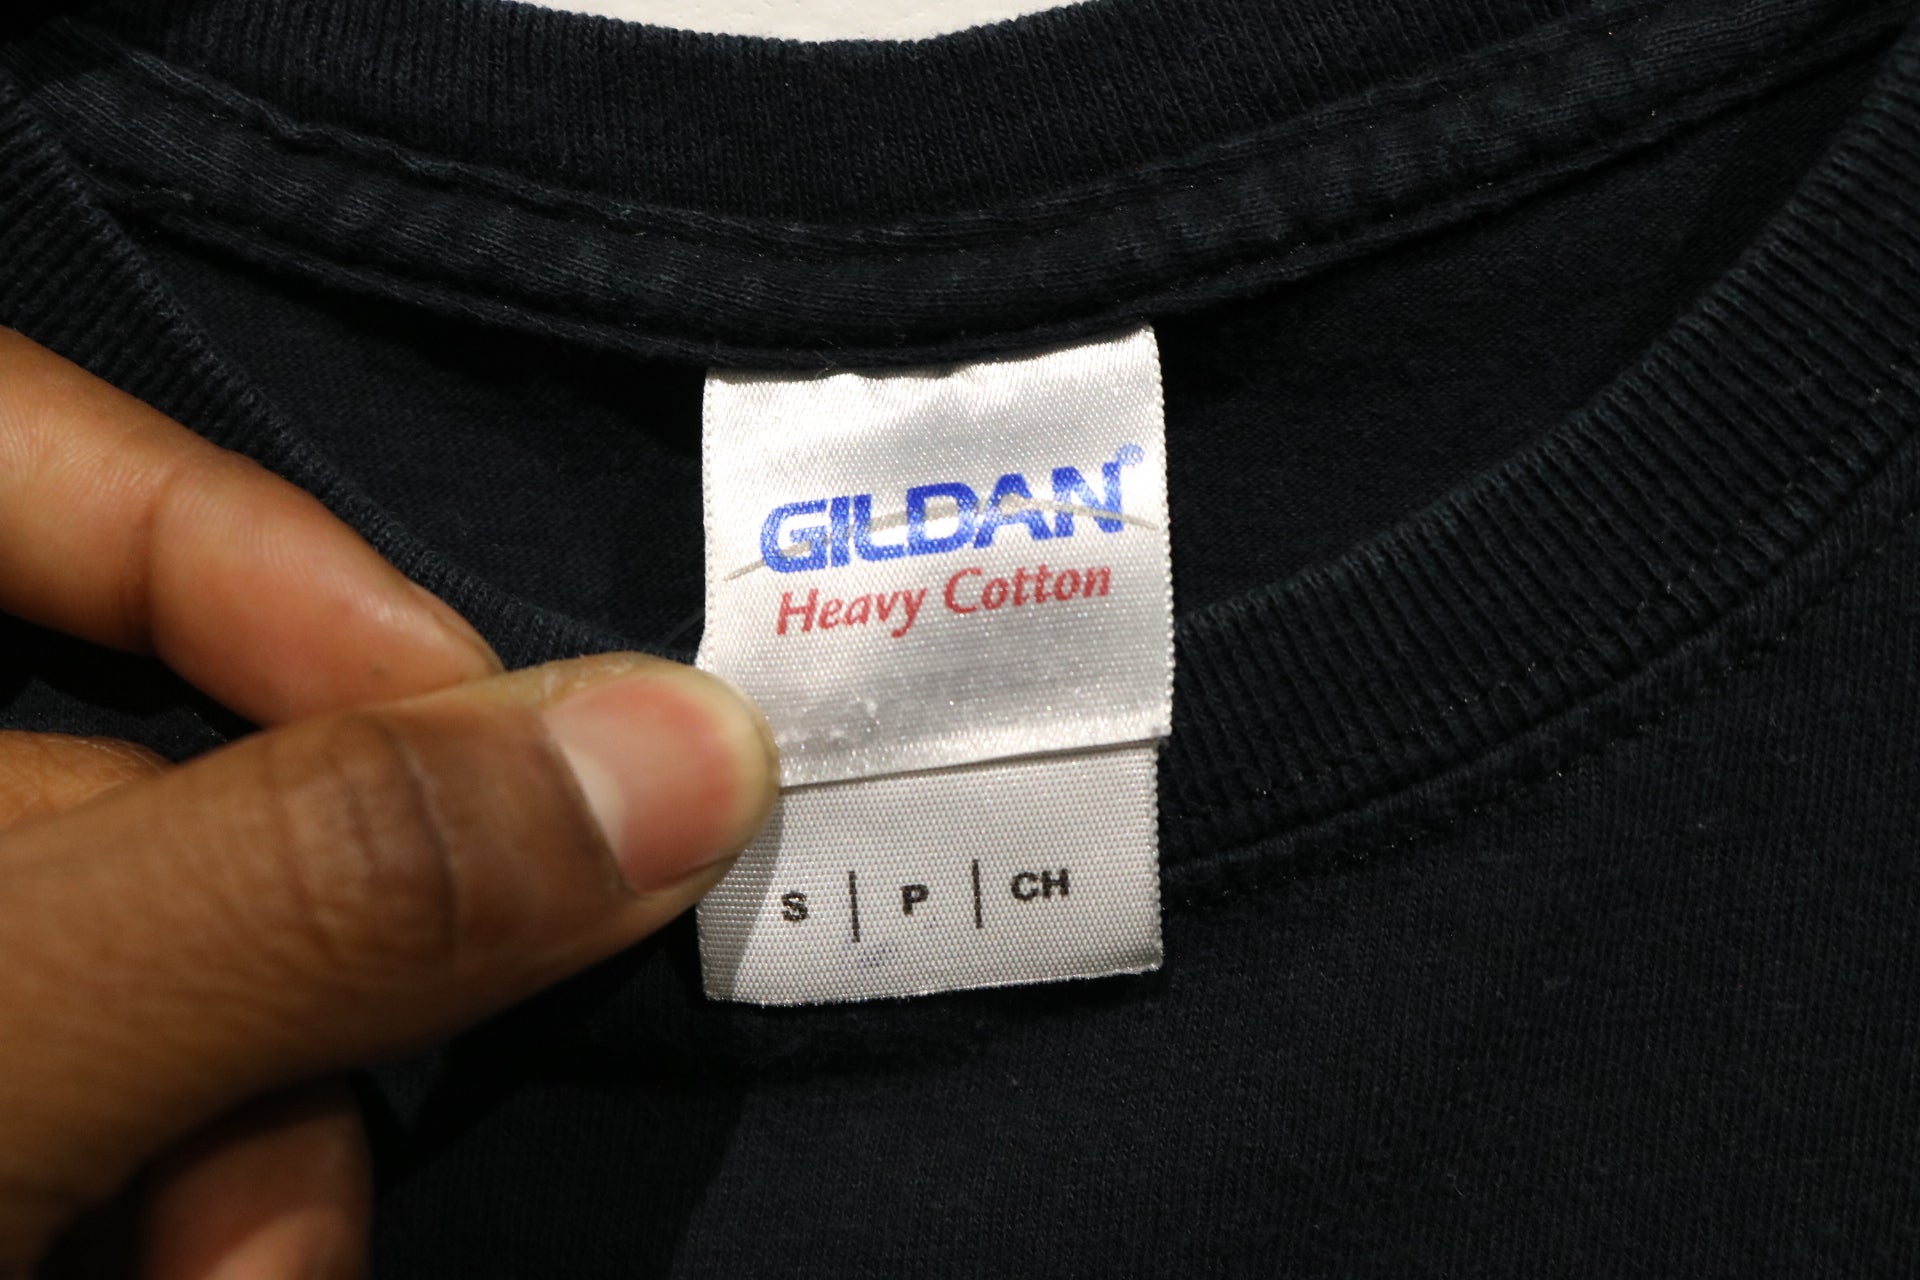 GILDAN®
Heavy Cotton
S | P | CH